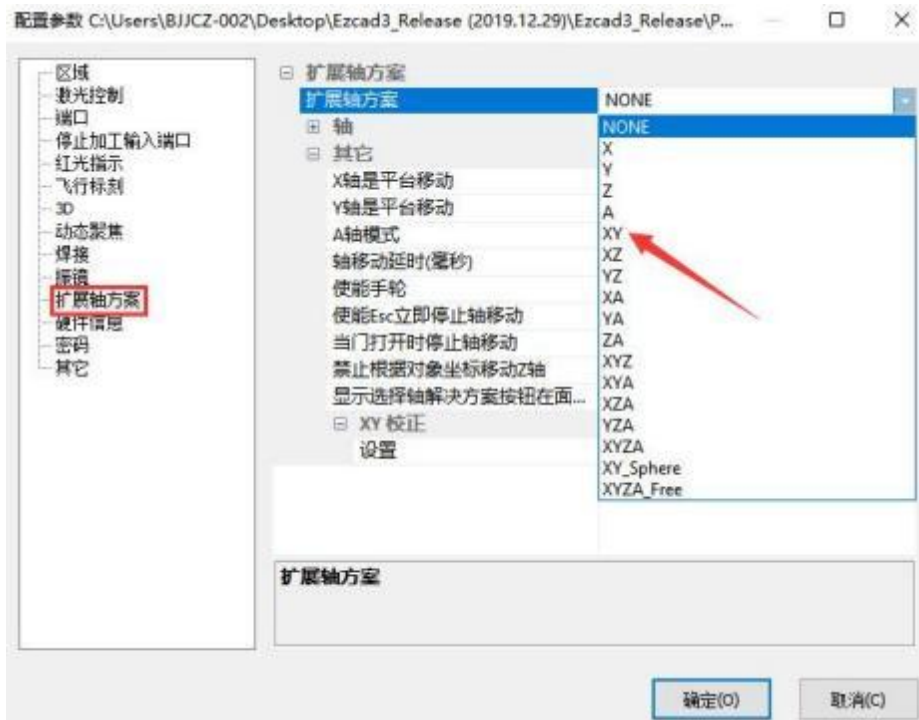 配置参数 C:\Users\BJJCZ-002\Desktop\Ezcad3_Release (2019.12.29)\Ezcad3_Release\P...
区域
激光控制
端口
停止加工输入端口
红光指示
飞行标刻
3D
动态聚焦
焊接
振镜
扩展轴方案
硬件信息
密码
其它
扩展轴方案
扩展轴方案 NONE
轴
其它
X轴是平台移动
Y轴是平台移动
A轴模式
轴移动延时(毫秒)
使能手轮
使能Esc立即停止轴移动
当门打开时停止轴移动
禁止根据对象坐标移动Z轴
显示选择轴解决方案按钮在面...
XY 校正
设置
NONE
X
Y
Z
A
XY
XZ
YZ
XA
YA
ZA
XYZ
XYA
XZA
YZA
XYZA
XY_Sphere
XYZA_Free
扩展轴方案
确定(O) 取消(C)